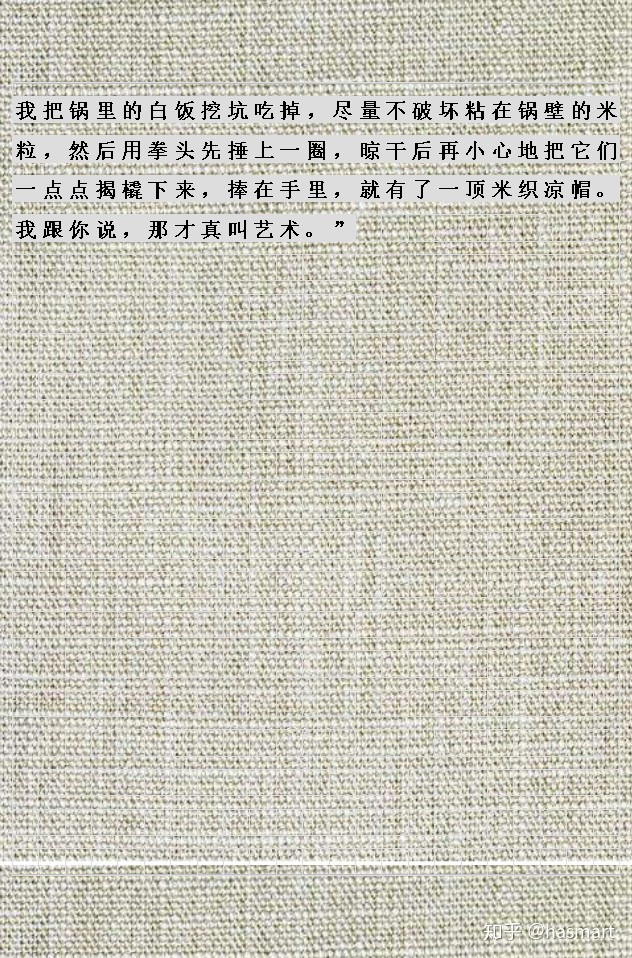 我把锅里的白饭挖坑吃掉，尽量不破坏粘在锅壁的米
粒，然后用拳头先捶上一圈，晾干后再小心地把它们
一点点揭橇下来，捧在手里，就有了一顶米织凉帽。
我跟你说，那才真叫艺术。”
知乎 @hasmart